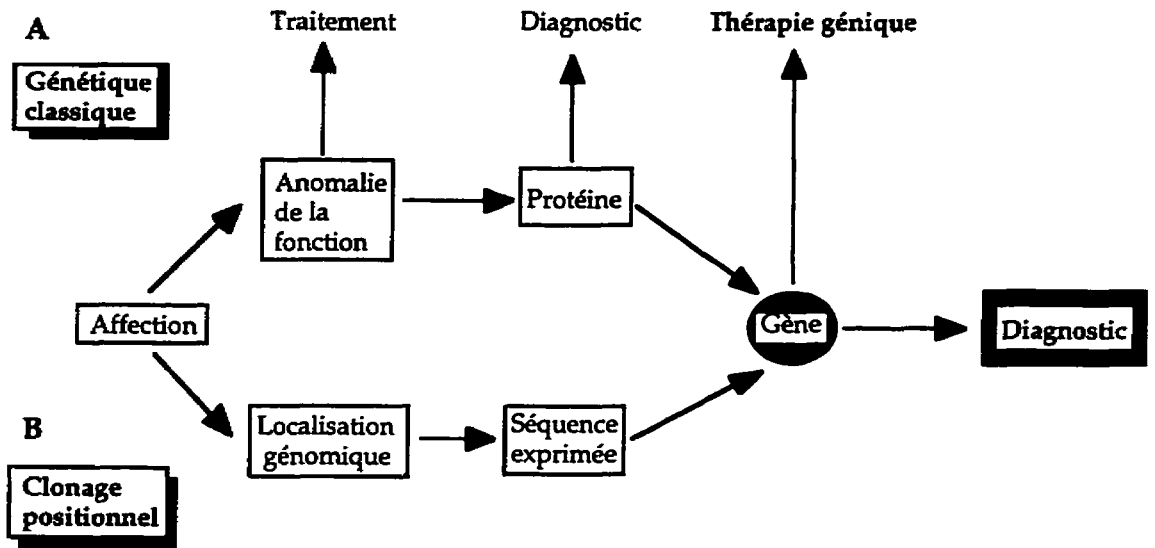 A
Traitement
Diagnostic
Thérapie génique
Génétique
classique
Anomalie
de la
fonction
Protéine
Affection
Gène
Diagnostic
B
Localisation
génomique
Séquence
exprimée
Clonage
positionnel